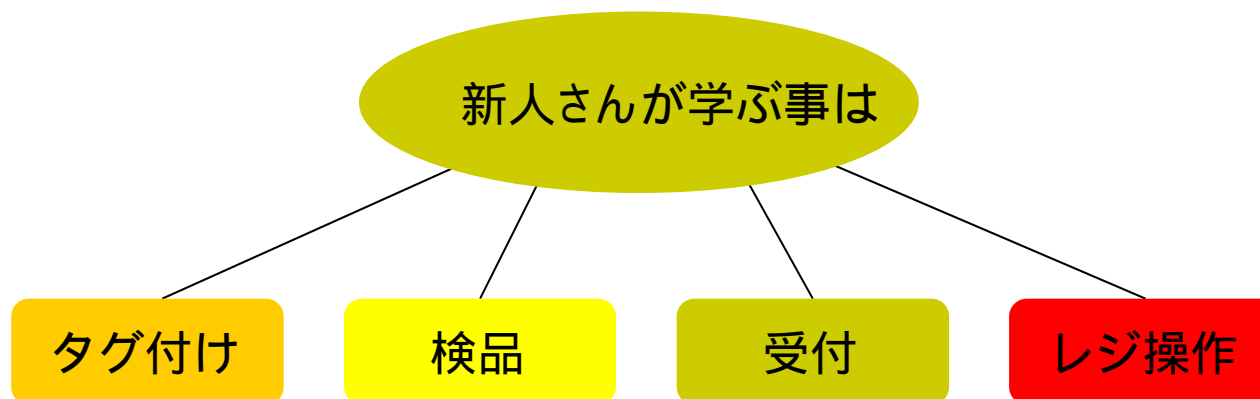 新人さんが学ぶ事は
タグ付け
検品
受付
レジ操作